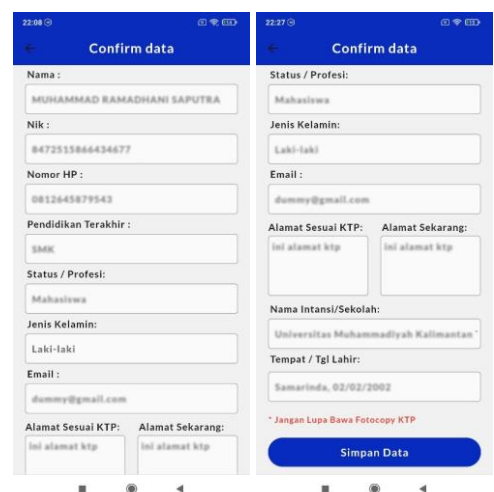 22:08
Confirm data
Nama :
MUHAMMAD RAMADHANI SAPUTRA
Nik :
8472515866434677
Nomor HP :
0812645879543
Pendidikan Terakhir :
SMK
Status / Profesi:
Mahasiswa
Jenis Kelamin:
Laki-laki
Email :
dummy@gmail.com
Alamat Sesuai KTP: Alamat Sekarang:
ini alamat ktp ini alamat ktp
22:27
Confirm data
Status / Profesi:
Mahasiswa
Jenis Kelamin:
Laki-laki
Email :
dummy@gmail.com
Alamat Sesuai KTP: Alamat Sekarang:
ini alamat ktp ini alamat ktp
Nama Intansi/Sekolah:
Universitas Muhammadiyah Kalimantan
Tempat / Tgl Lahir:
Samarinda, 02/02/2002
* Jangan Lupa Bawa Fotocopy KTP
Simpan Data